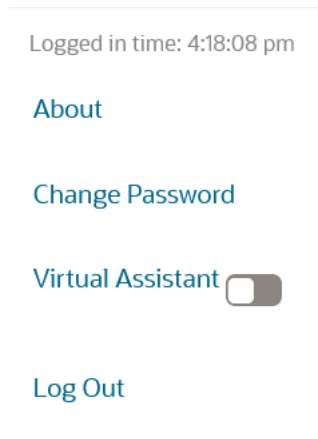 Logged in time: 4:18:08 pm
About
Change Password
Virtual Assistant
Log Out